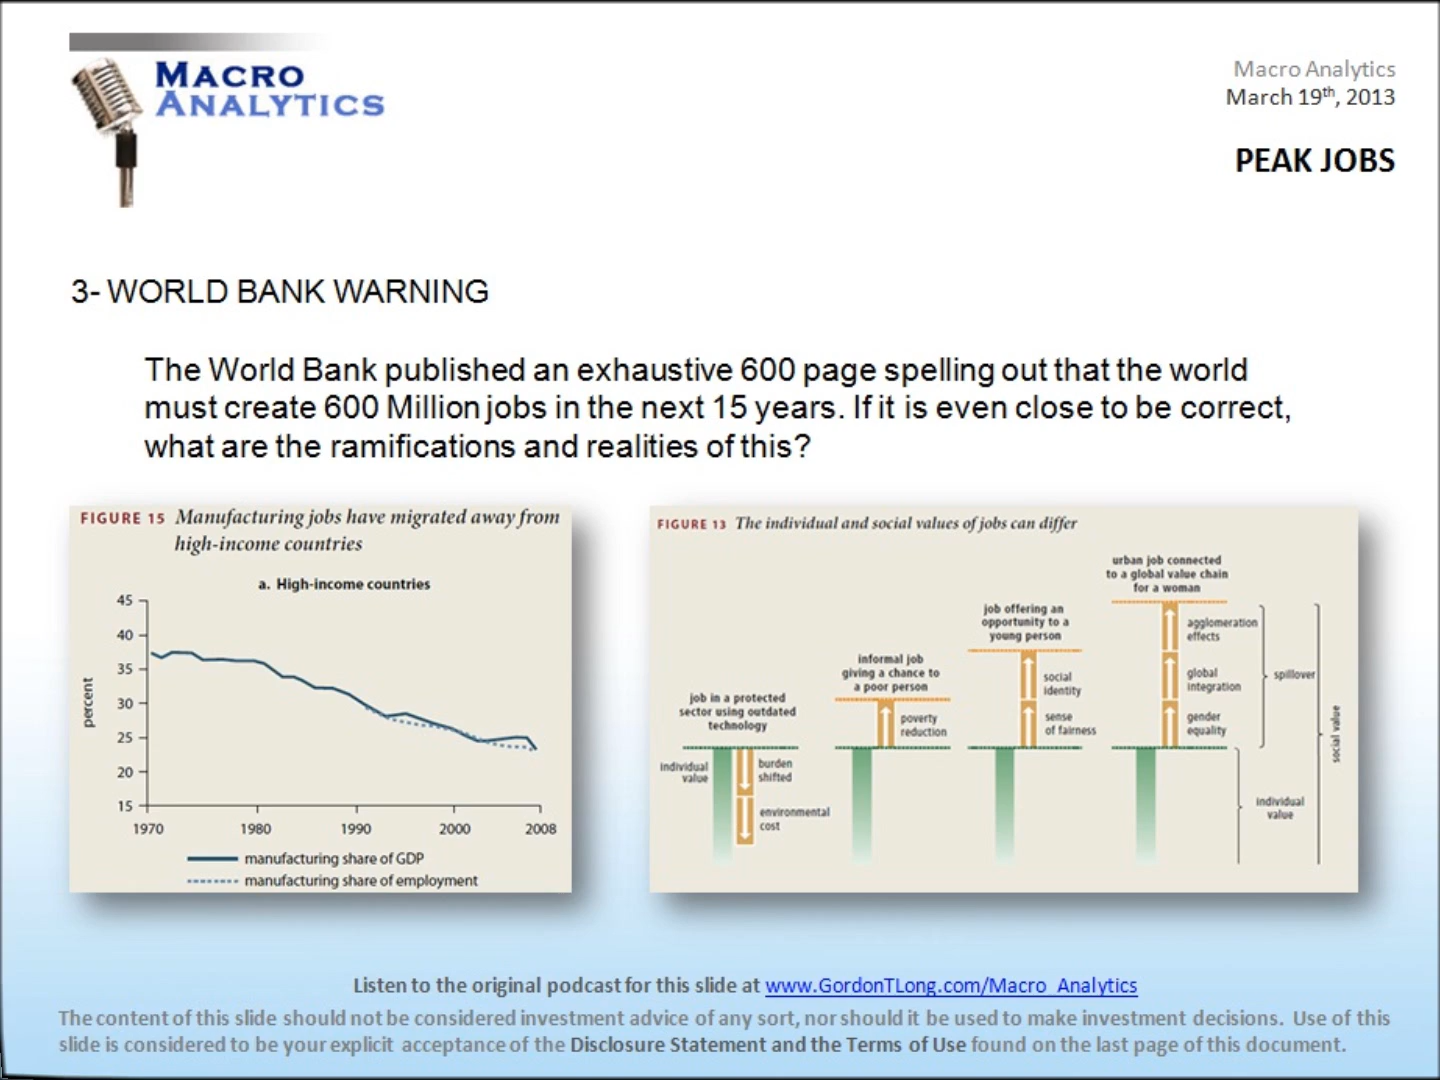 MACRO
ANALYTICS
Macro Analytics
March 19th, 2013
PEAK JOBS
3- WORLD BANK WARNING
The World Bank published an exhaustive 600 page spelling out that the world
must create 600 Million jobs in the next 15 years. If it is even close to be correct,
what are the ramifications and realities of this?
FIGURE 15 Manufacturing jobs have migrated away from
high-income countries
a. High-income countries
percent
45
40
35
30
25
20
15
1970 1980 1990 2000 2008
manufacturing share of GDP
manufacturing share of employment
FIGURE 13 The individual and social values of jobs can differ
job in a protected
sector using outdated
technology
individual
value
burden
shifted
environmental
cost
informal job
giving a chance to
a poor person
poverty
reduction
job offering an
opportunity to a
young person
social
identity
sense
of fairness
urban job connected
to a global value chain
for a woman
agglomeration
effects
global
integration
gender
equality
spillover
individual
value
social value
Listen to the original podcast for this slide at www.GordonTLong.com/Macro_Analytics
The content of this slide should not be considered investment advice of any sort, nor should it be used to make investment decisions. Use of this
slide is considered to be your explicit acceptance of the Disclosure Statement and the Terms of Use found on the last page of this document.